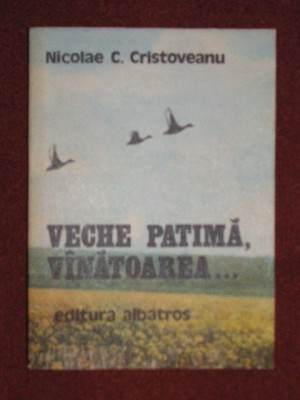 Nicolae C. Cristoveanu
VECHE PATIMĂ,
VÎNĂTOAREA...
editura albatros